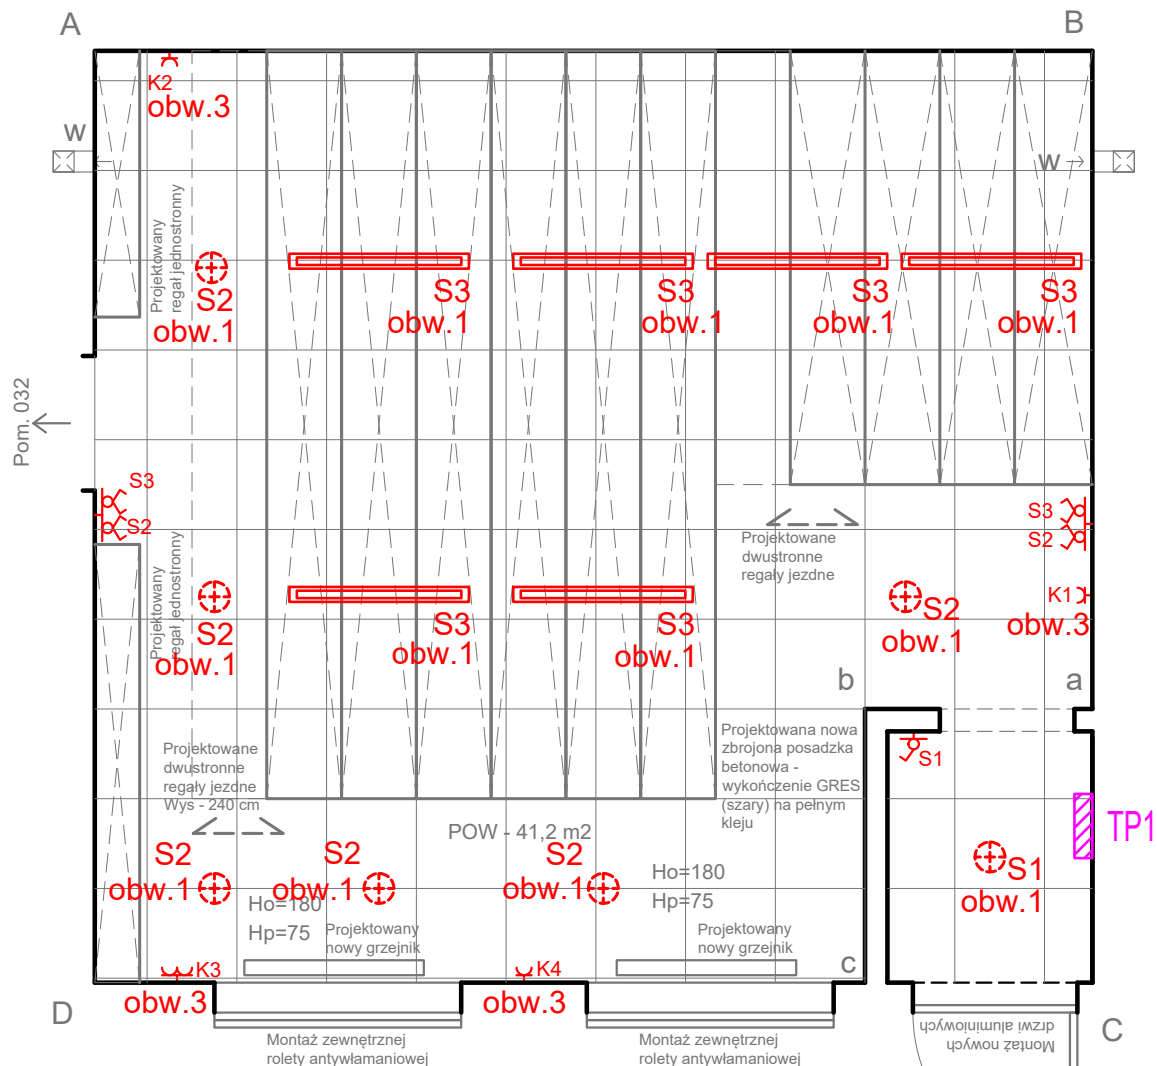 A
B
K2
obw.3
w
w
Projektowany
regał jednostronny
S2
obw.1
S3
obw.1
S3
obw.1
S3
obw.1
S3
obw.1
Pom. 032
S3
S2
S3
S2
Projektowane
dwustronne
regały jezdne
Projektowany
regał jednostronny
S2
obw.1
S3
obw.1
S3
obw.1
S2
obw.1
K1
obw.3
b
a
Projektowane
dwustronne
regały jezdne
Wys - 240 cm
Projektowana nowa
zbrojona posadzka
betonowa -
wykończenie GRES
(szary) na pełnym
kleju
S1
TP1
POW - 41,2 m2
S2
obw.1
S2
obw.1
S2
obw.1
Ho=180
Hp=75
S1
obw.1
Ho=180
Hp=75
Projektowany
nowy grzejnik
Projektowany
nowy grzejnik
K3
obw.3
K4
obw.3
c
D
C
Montaż zewnętrznej
rolety antywłamaniowej
Montaż zewnętrznej
rolety antywłamaniowej
Montaż nowych
drzwi aluminiowych